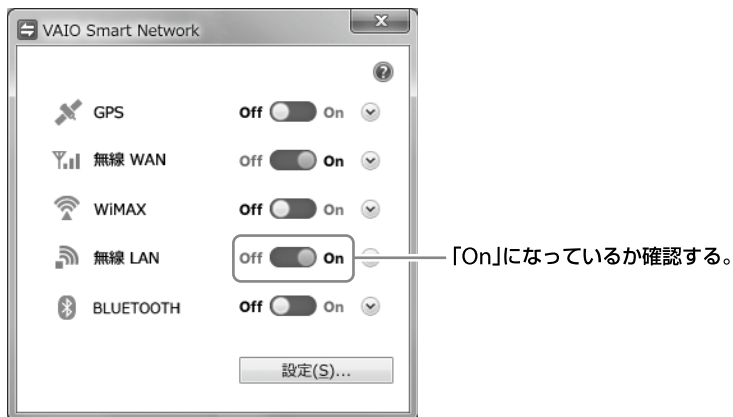 VAIO Smart Network
x
?
GPS Off On
無線 WAN Off On
WiMAX Off On
無線 LAN Off On
「On」になっているか確認する。
BLUETOOTH Off On
設定(S)...